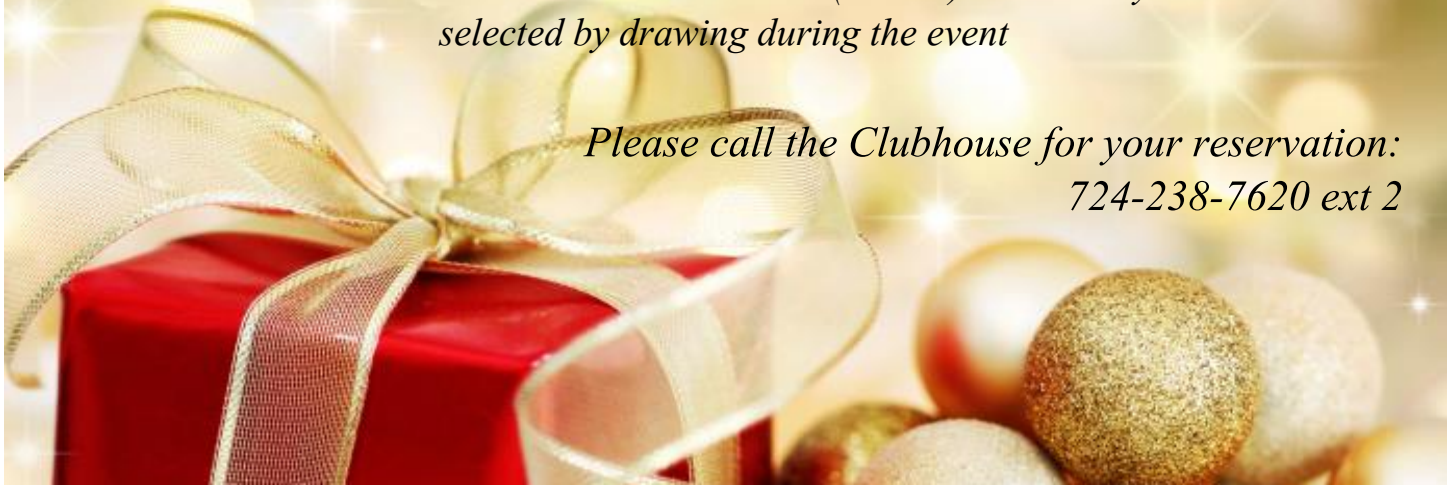 selected by drawing during the event
Please call the Clubhouse for your reservation:
724-238-7620 ext 2